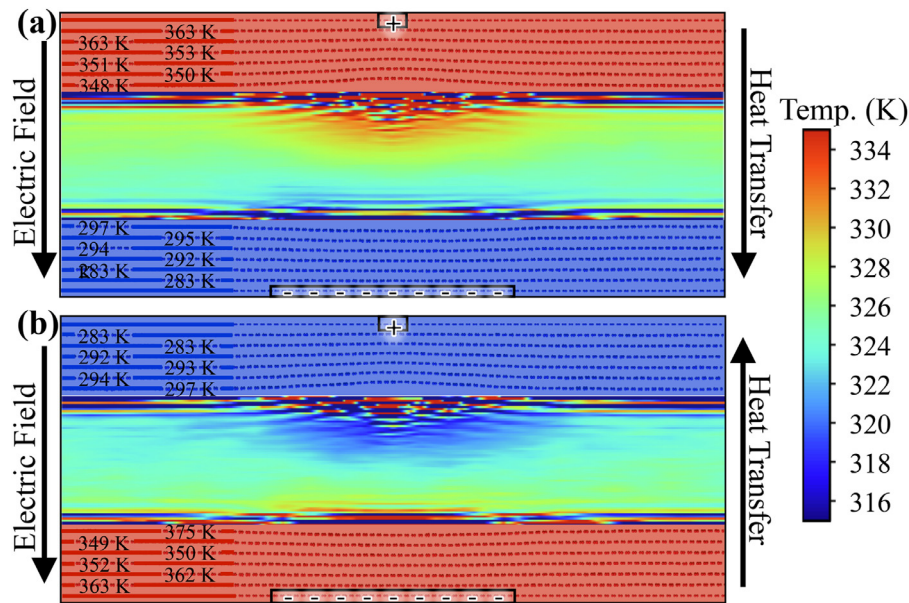 (a)
+
363 K
363 K
353 K
351 K
350 K
348 K
Electric Field
Heat Transfer
297 K
295 K
294
K
292 K
283 K
283 K
- - - - - - - - -
(b)
+
283 K
283 K
292 K
293 K
294 K
297 K
Electric Field
Heat Transfer
375 K
349 K
350 K
352 K
362 K
363 K
- - - - - - - - -
Temp. (K)
334
332
330
328
326
324
322
320
318
316